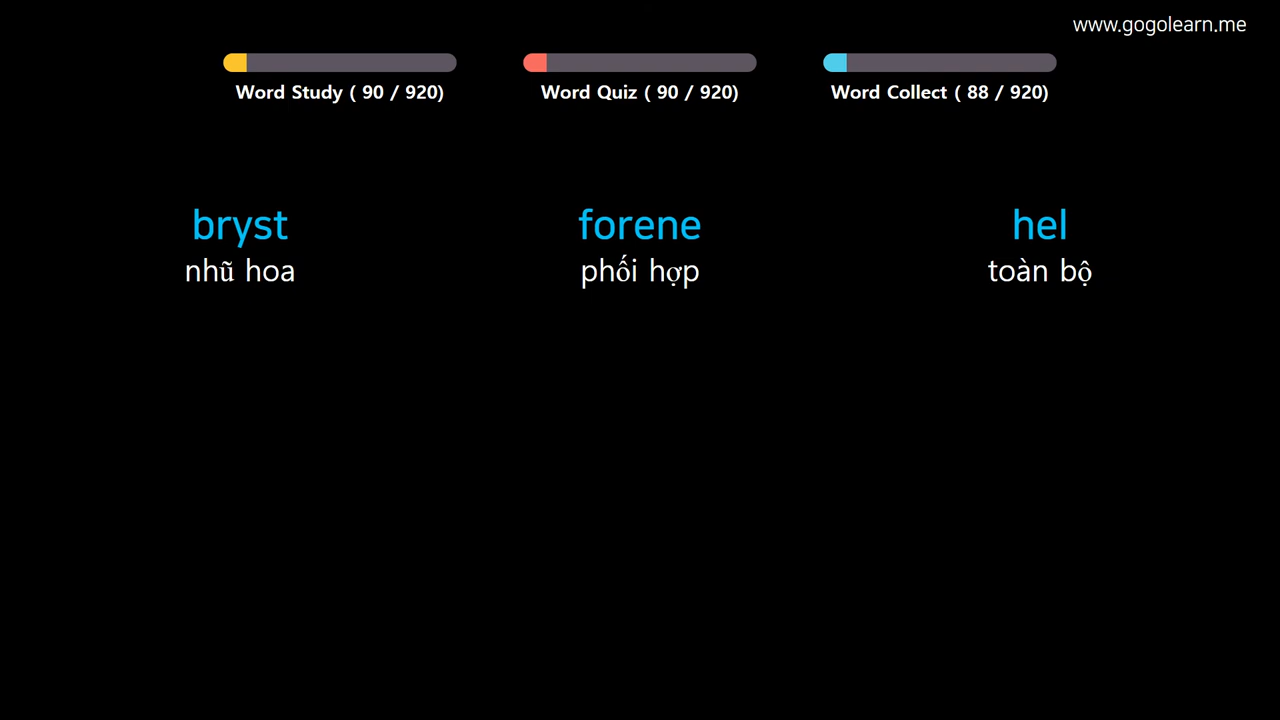 www.gogolearn.me
Word Study ( 90 / 920)
Word Quiz ( 90 / 920)
Word Collect ( 88 / 920)
bryst
nhũ hoa
forene
phối hợp
hel
toàn bộ